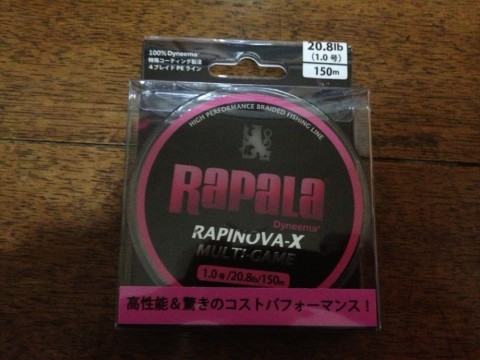 100% Dyneema®
特殊コーティング製法
4ブレイドPEライン
20.8lb
(1.0号)
150m
HIGH PERFORMANCE BRAIDED FISHING LINE
RAPALA
Dyneema®
RAPINOVA-X
MULTI-GAME
1.0号/20.8lb/150m
高性能&驚きのコストパフォーマンス!